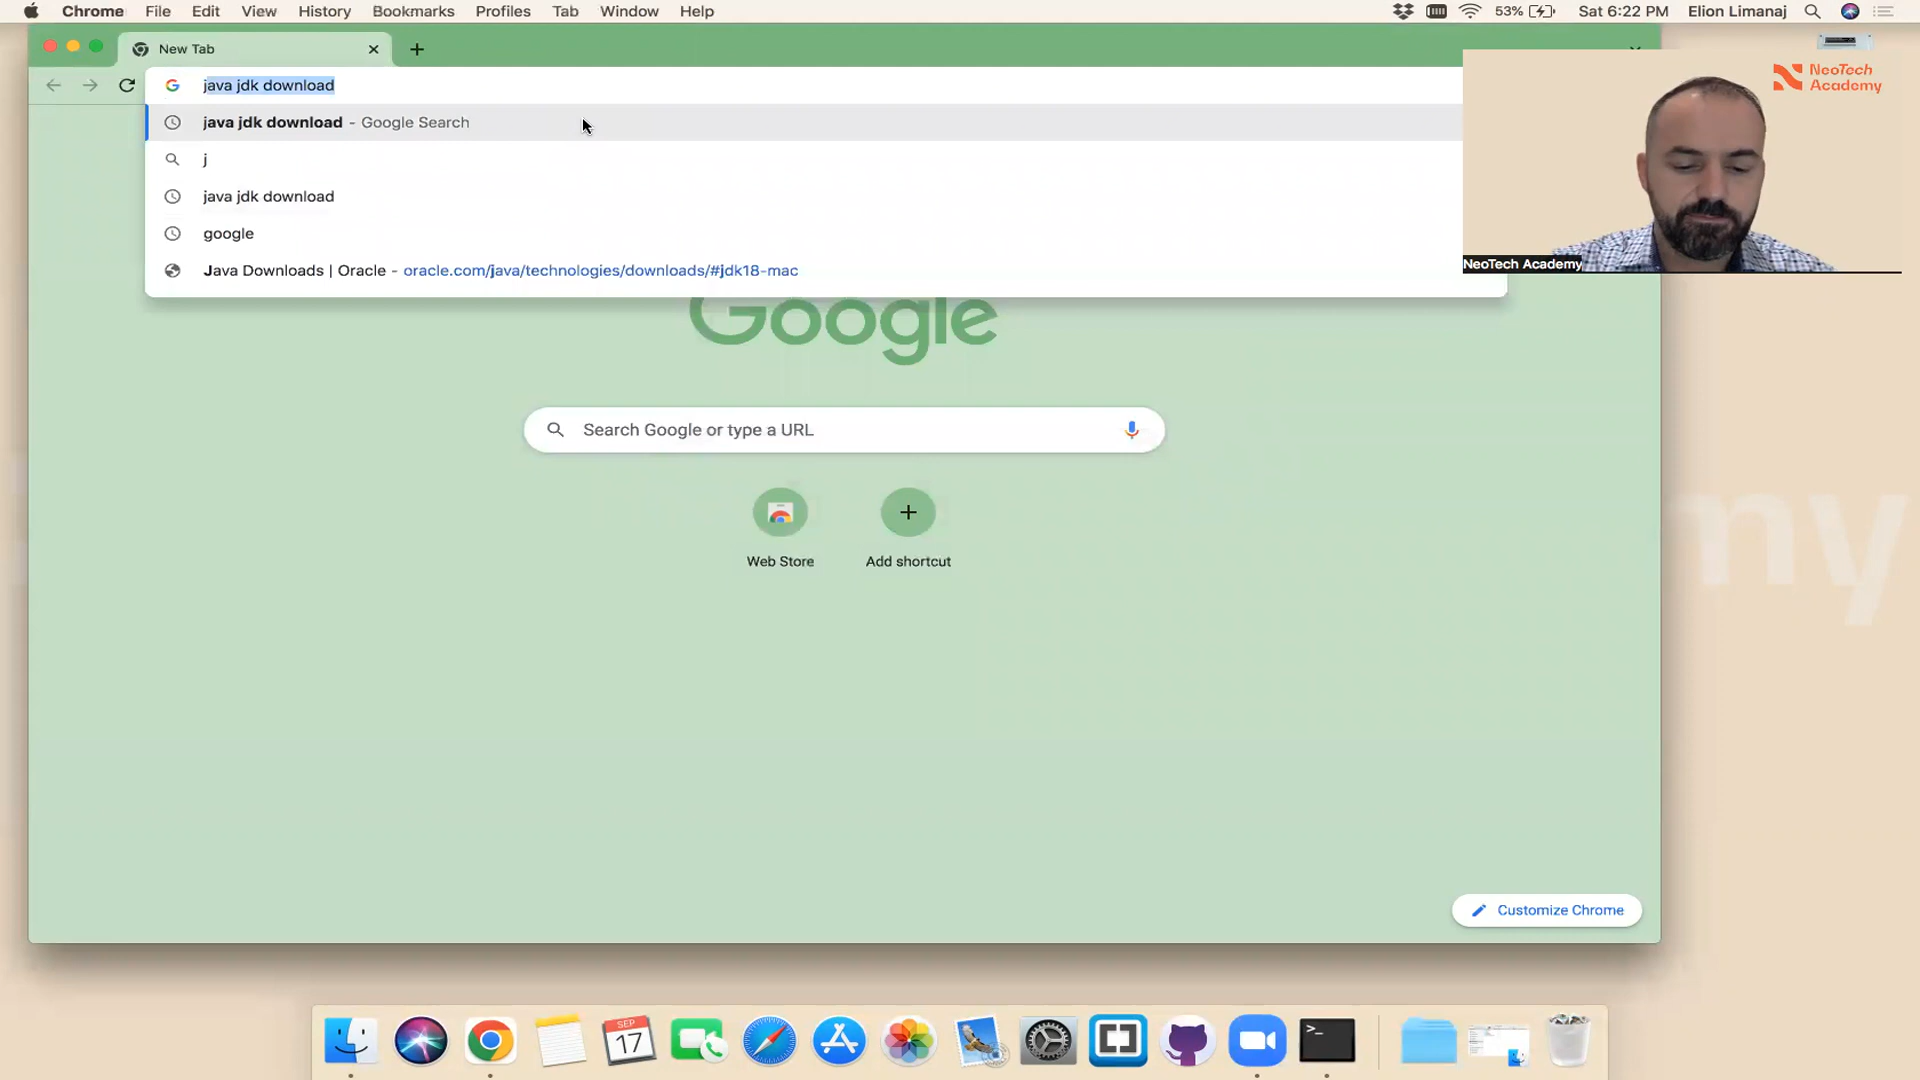 Chrome File Edit View History Bookmarks Profiles Tab Window Help 53% Sat 6:22 PM Elion Limanaj
New Tab
java jdk download
java jdk download - Google Search
j
java jdk download
google
Java Downloads | Oracle - oracle.com/java/technologies/downloads/#jdk18-mac
NeoTech
Academy
NeoTech Academy
Google
Search Google or type a URL
Web Store Add shortcut
my
Customize Chrome
SEP
17
>_